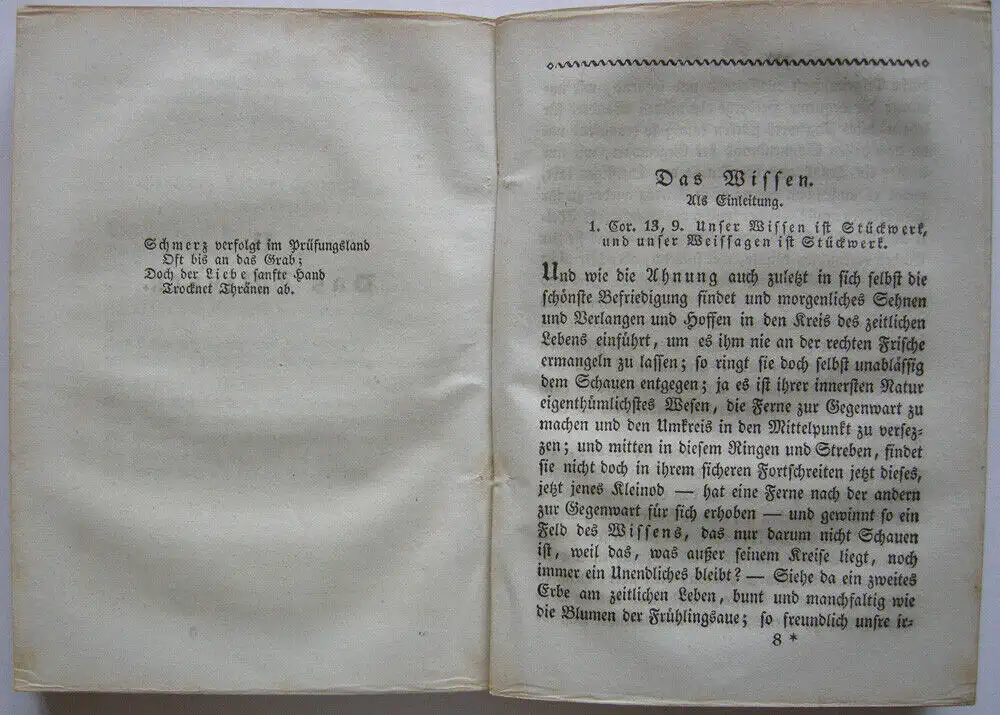 Schmerz verfolgt im Prüfungsland
Oft bis an das Grab;
Doch der Liebe sanfte Hand
Trocknet Thränen ab.
Das Wissen.
Als Einleitung.
1. Cor. 13, 9. Unser Wissen ist Stückwerk,
und unser Weissagen ist Stückwerk.
Und wie die Ahnung auch zuletzt in sich selbst die
schönste Befriedigung findet und morgenliches Sehnen
und Verlangen und Hoffen in den Kreis des zeitlichen
Lebens einführt, um es ihm nie an der rechten Frische
ermangeln zu lassen; so ringt sie doch selbst unablässig
dem Schauen entgegen; ja es ist ihrer innersten Natur
eigenthümlichstes Wesen, die Ferne zur Gegenwart zu
machen und den Umkreis in den Mittelpunkt zu versez-
zen; und mitten in diesem Ringen und Streben, findet
sie nicht doch in ihrem sicheren Fortschreiten jetzt dieses,
jetzt jenes Kleinod — hat eine Ferne nach der andern
zur Gegenwart für sich erhoben — und gewinnt so ein
Feld des Wissens, das nur darum nicht Schauen
ist, weil das, was außer seinem Kreise liegt, noch
immer ein Unendliches bleibt? — Siehe da ein zweites
Erbe am zeitlichen Leben, bunt und manchfaltig wie
die Blumen der Frühlingsaue; so freundlich unsre ir-
8 *